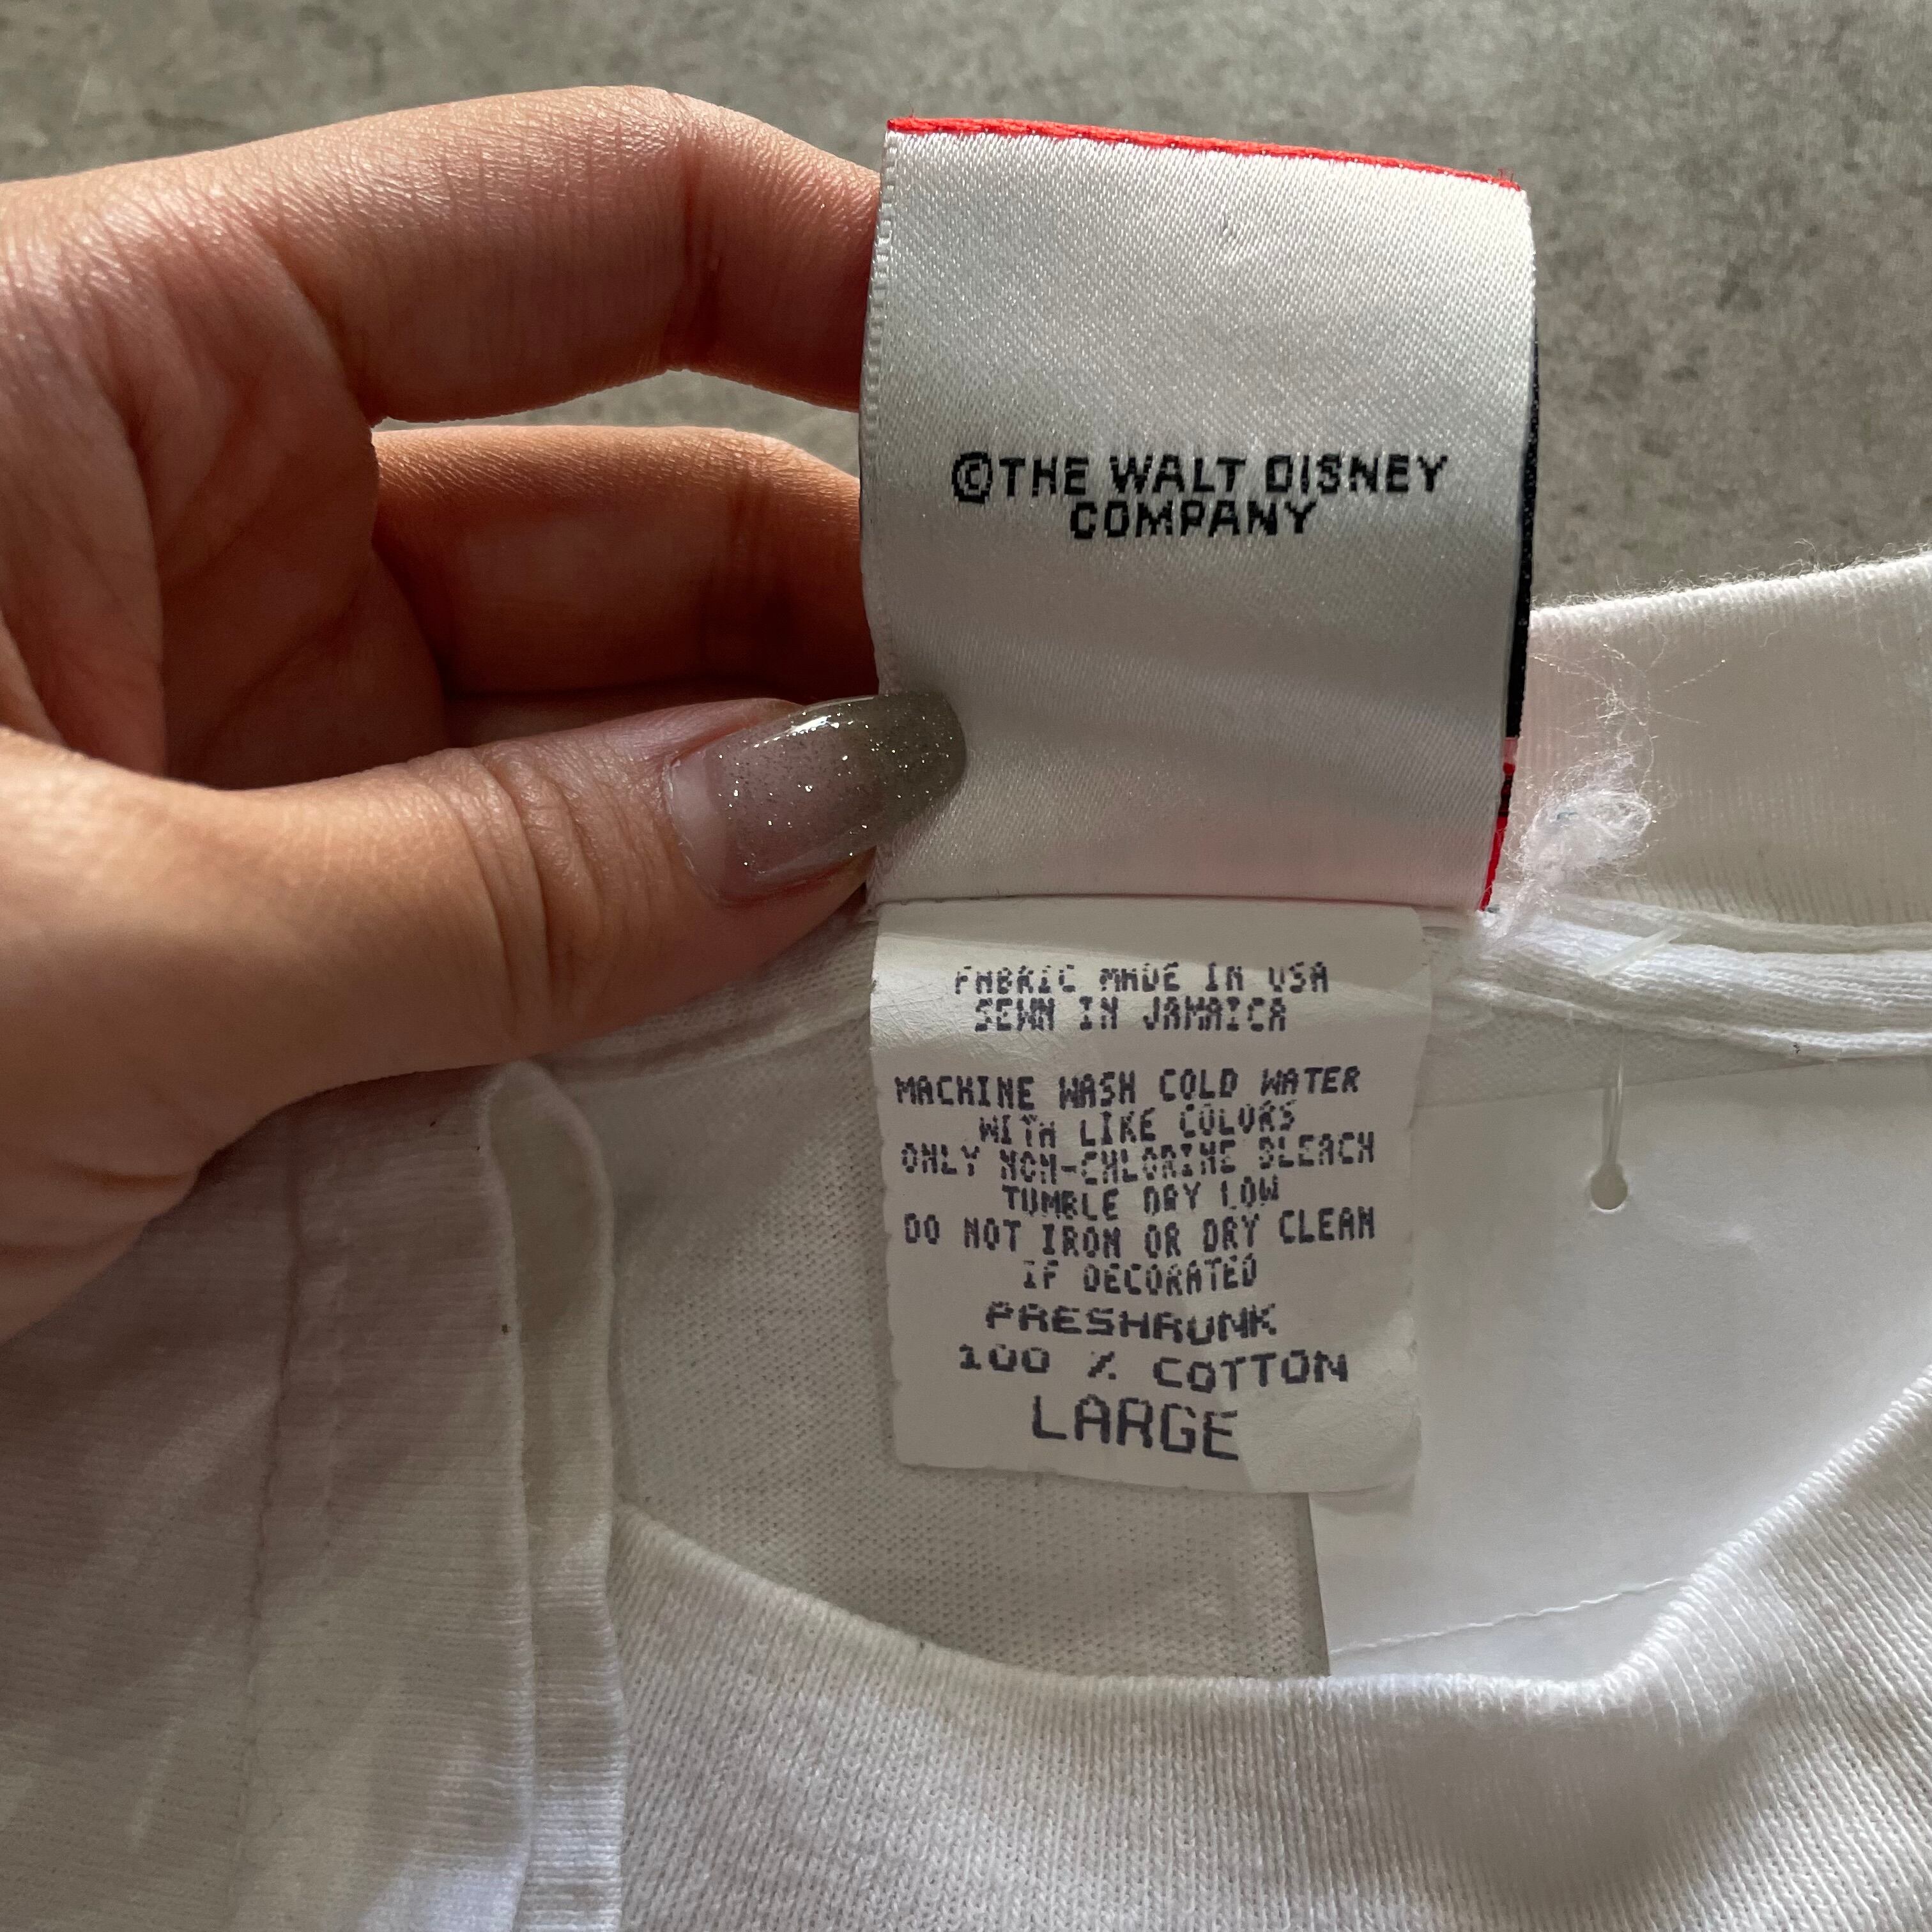 ©THE WALT DISNEY
COMPANY
FABRIC MADE IN USA
SEWN IN JAMAICA
MACHINE WASH COLD WATER
WITH LIKE COLORS
ONLY NON-CHLORINE BLEACH
TUMBLE DRY LOW
DO NOT IRON OR DRY CLEAN
IF DECORATED
PRESHRUNK
100 % COTTON
LARGE